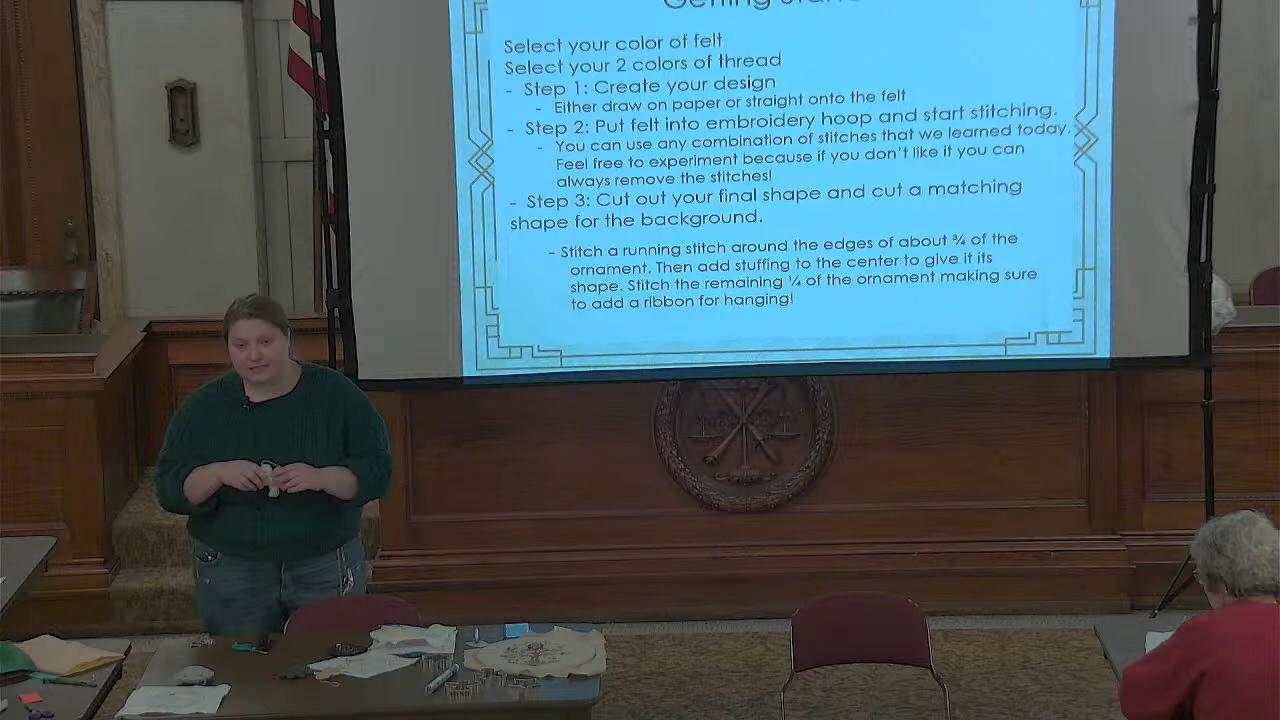 Getting
Select your color of felt
Select your 2 colors of thread
- Step 1: Create your design
- Either draw on paper or straight onto the felt
- Step 2: Put felt into embroidery hoop and start stitching.
- You can use any combination of stitches that we learned today.
Feel free to experiment because if you don't like it you can
always remove the stitches!
- Step 3: Cut out your final shape and cut a matching
shape for the background.
- Stitch a running stitch around the edges of about ¾ of the
ornament. Then add stuffing to the center to give it its
shape. Stitch the remaining ¼ of the ornament making sure
to add a ribbon for hanging!